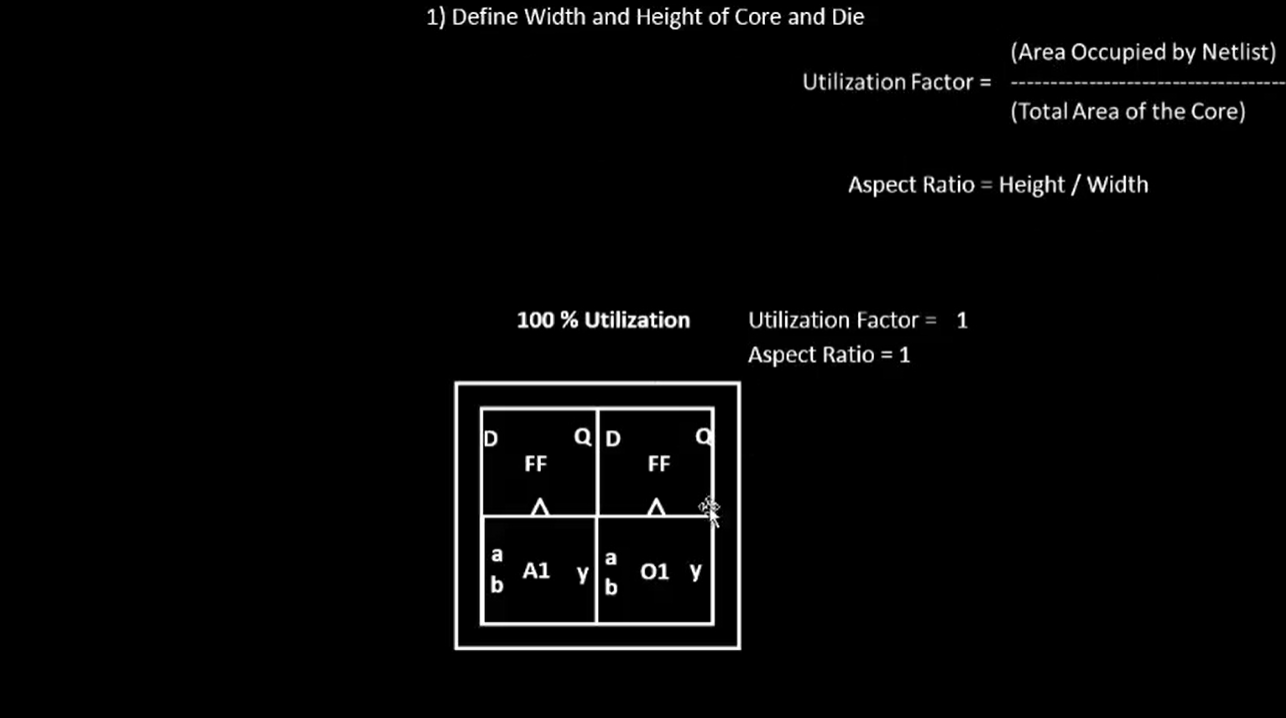 1) Define Width and Height of Core and Die
(Area Occupied by Netlist)
Utilization Factor = -----------------------------------
(Total Area of the Core)
Aspect Ratio = Height / Width
100 % Utilization
Utilization Factor = 1
Aspect Ratio = 1
D Q D Q
FF FF
a A1 y a O1 y
b b